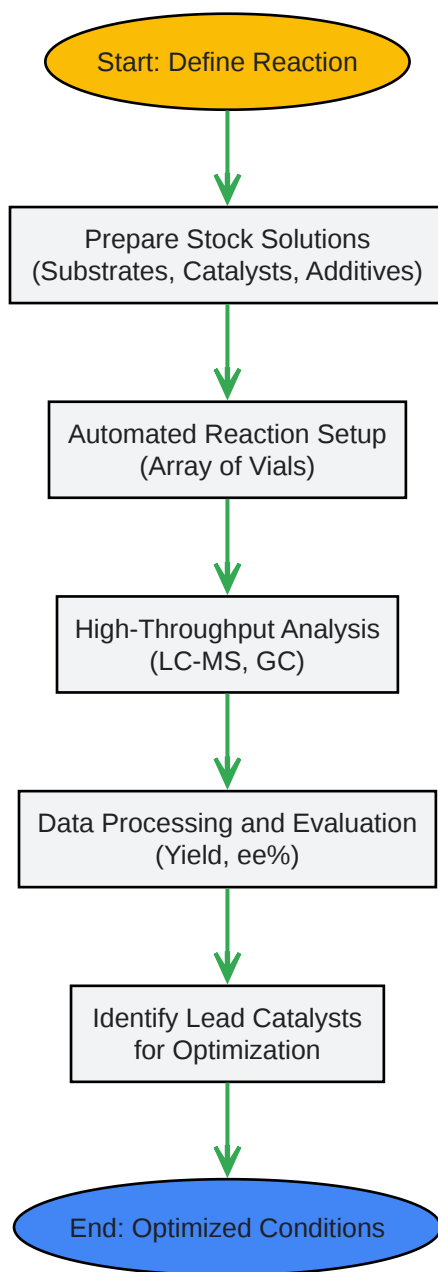 Start: Define Reaction
Prepare Stock Solutions
(Substrates, Catalysts, Additives)
Automated Reaction Setup
(Array of Vials)
High-Throughput Analysis
(LC-MS, GC)
Data Processing and Evaluation
(Yield, ee%)
Identify Lead Catalysts
for Optimization
End: Optimized Conditions